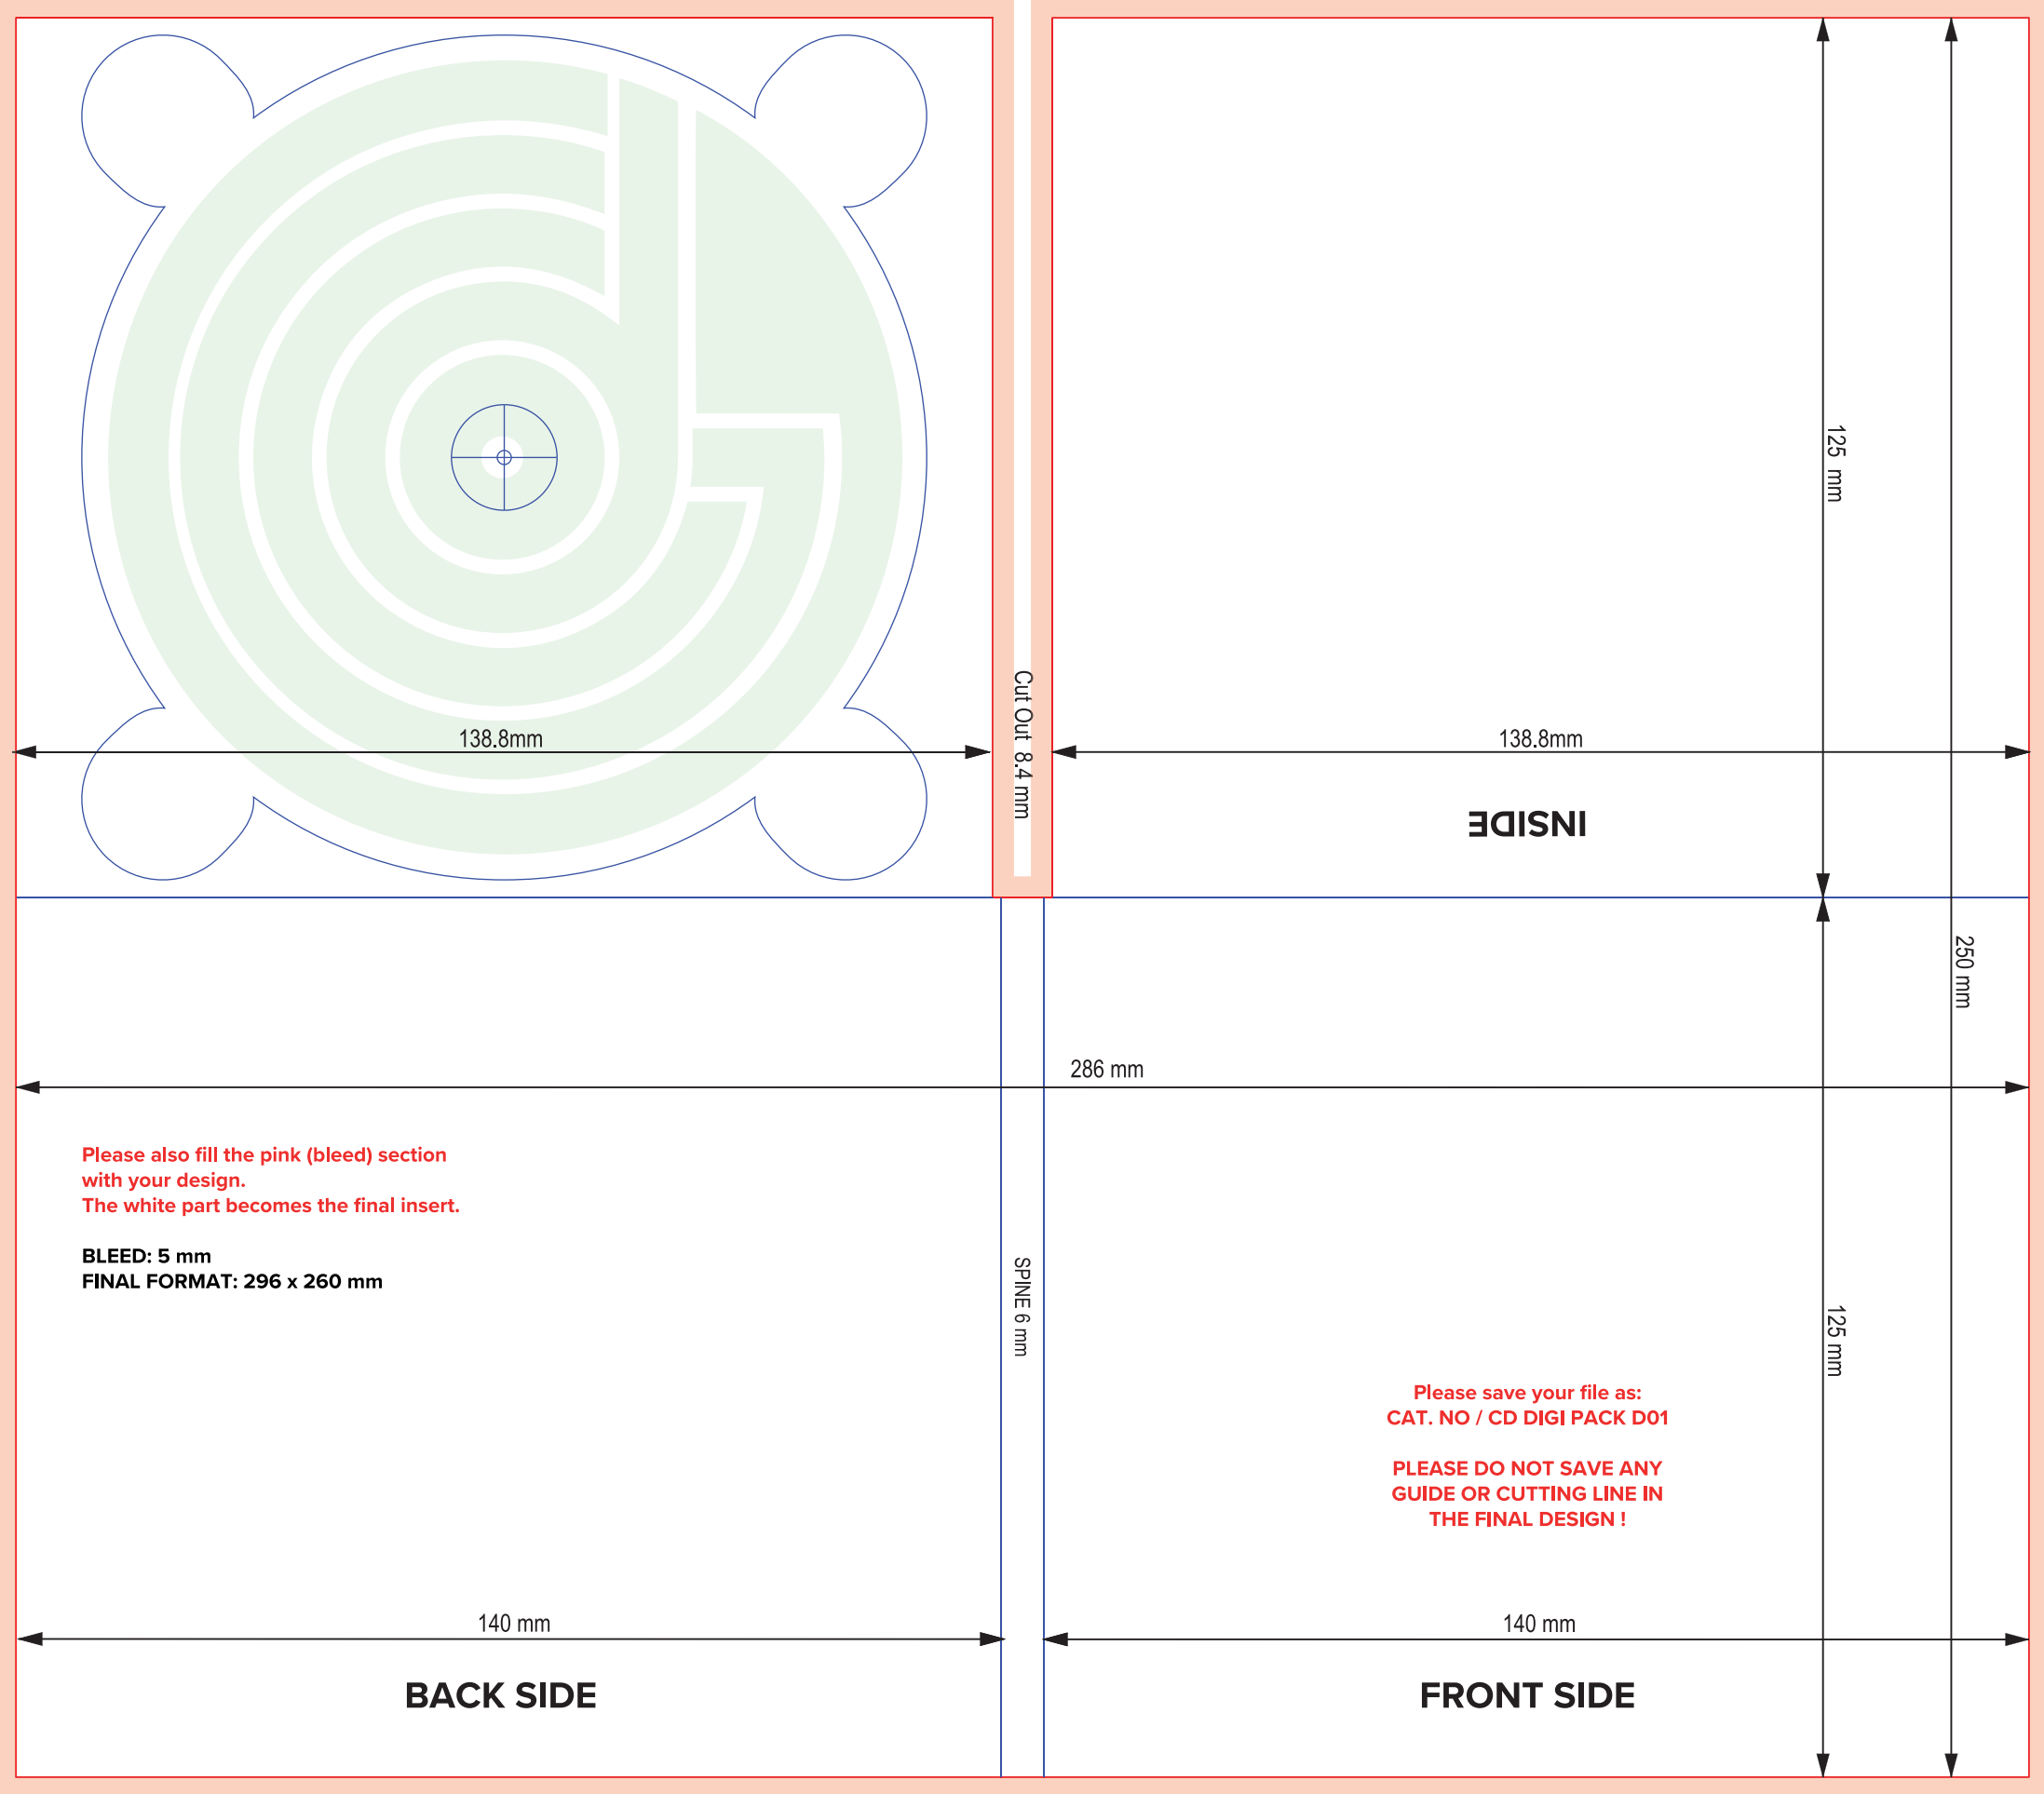 125 mm
Cut Out 8.4 mm
138.8mm
138.8mm
INSIDE
250 mm
286 mm
Please also fill the pink (bleed) section
with your design.
The white part becomes the final insert.
BLEED: 5 mm
FINAL FORMAT: 296 x 260 mm
SPINE 6 mm
125 mm
Please save your file as:
CAT. NO / CD DIGI PACK D01
PLEASE DO NOT SAVE ANY
GUIDE OR CUTTING LINE IN
THE FINAL DESIGN !
140 mm
140 mm
BACK SIDE
FRONT SIDE